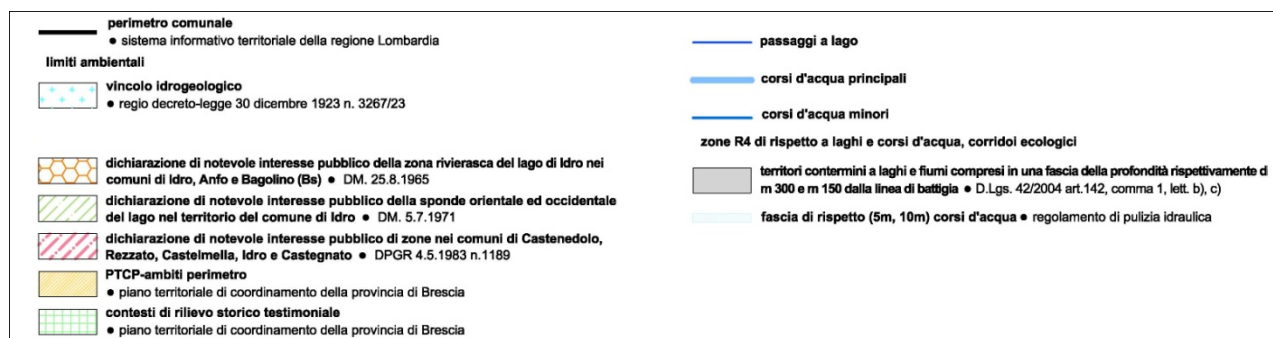 perimetro comunale
● sistema informativo territoriale della regione Lombardia
limiti ambientali
vincolo idrogeologico
● regio decreto-legge 30 dicembre 1923 n. 3267/23
dichiarazione di notevole interesse pubblico della zona rivierasca del lago di Idro nei
comuni di Idro, Anfo e Bagolino (Bs) ● DM. 25.8.1965
dichiarazione di notevole interesse pubblico della sponde orientale ed occidentale
del lago nel territorio del comune di Idro ● DM. 5.7.1971
dichiarazione di notevole interesse pubblico di zone nei comuni di Castenedolo,
Rezzato, Castelmella, Idro e Castegnato ● DPGR 4.5.1983 n.1189
PTCP-ambiti perimetro
● piano territoriale di coordinamento della provincia di Brescia
contesti di rilievo storico testimoniale
● piano territoriale di coordinamento della provincia di Brescia
passaggi a lago
corsi d'acqua principali
corsi d'acqua minori
zone R4 di rispetto a laghi e corsi d'acqua, corridoi ecologici
territori contermini a laghi e fiumi compresi in una fascia della profondità rispettivamente di
m 300 e m 150 dalla linea di battigia ● D.Lgs. 42/2004 art.142, comma 1, lett. b), c)
fascia di rispetto (5m, 10m) corsi d'acqua ● regolamento di pulizia idraulica